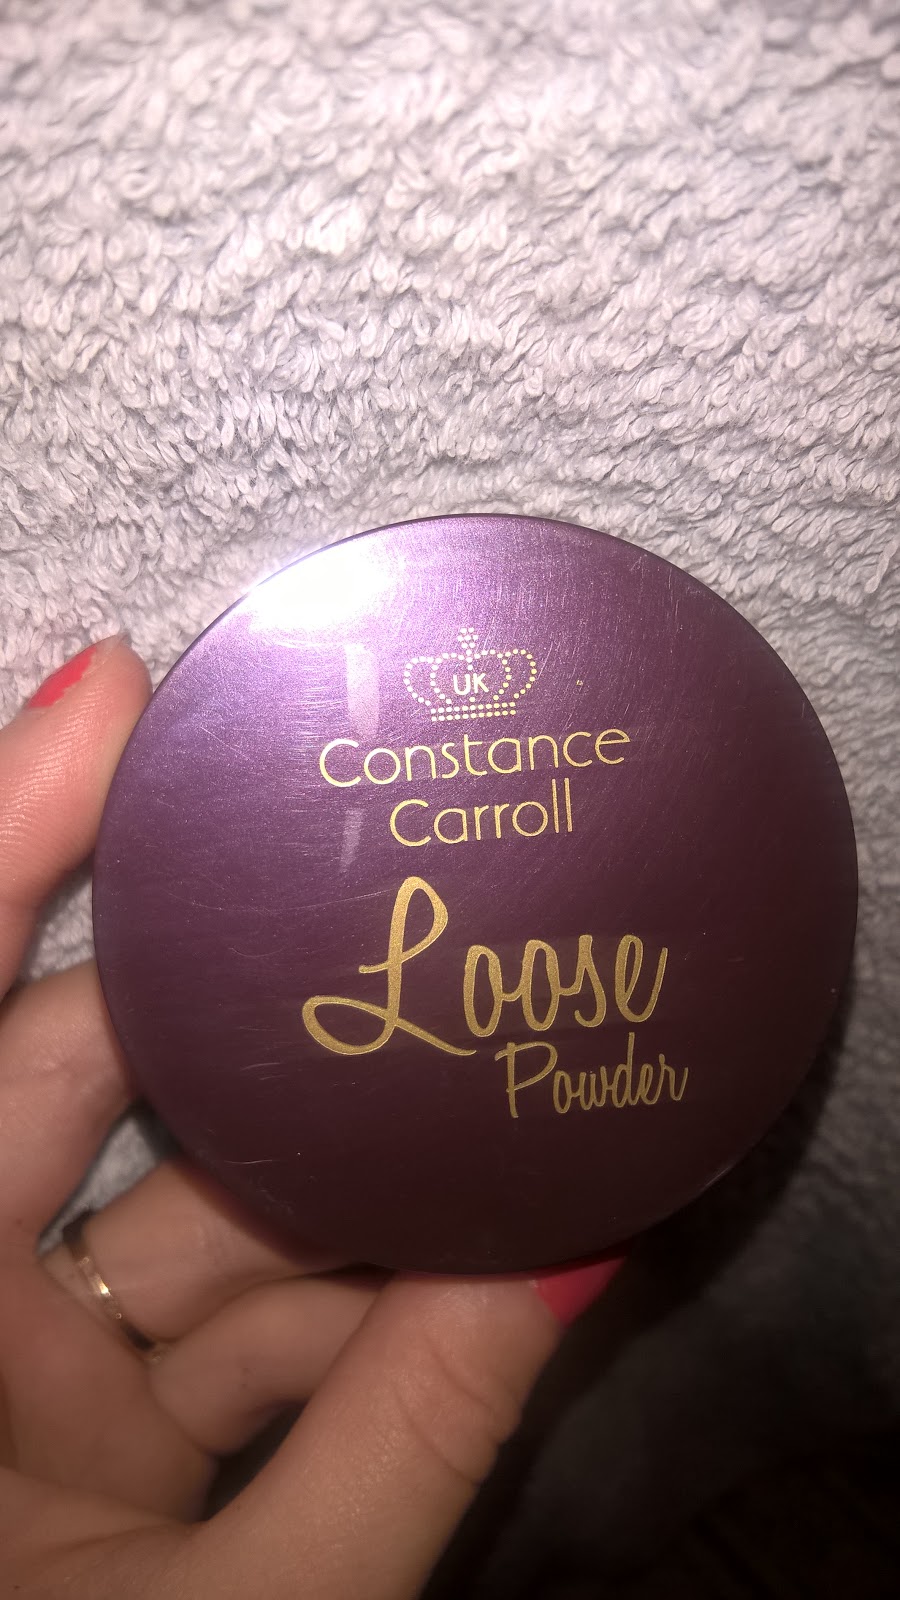 UK
Constance
Carroll
Loose
Powder